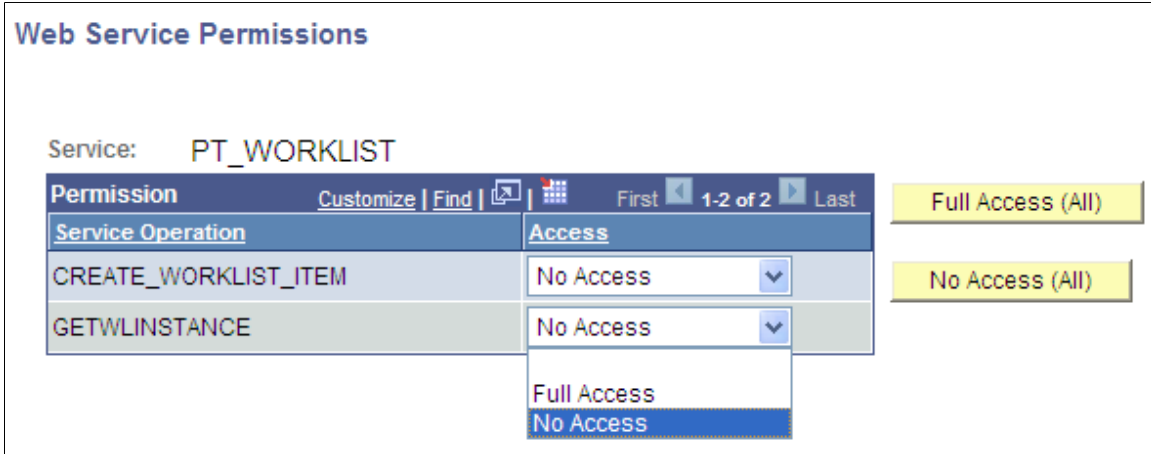 Web Service Permissions
Service: PT_WORKLIST
Permission Customize | Find | | First 1-2 of 2 Last
Full Access (All)
Service Operation Access
CREATE_WORKLIST_ITEM No Access
No Access (All)
GETWLINSTANCE No Access
Full Access
No Access